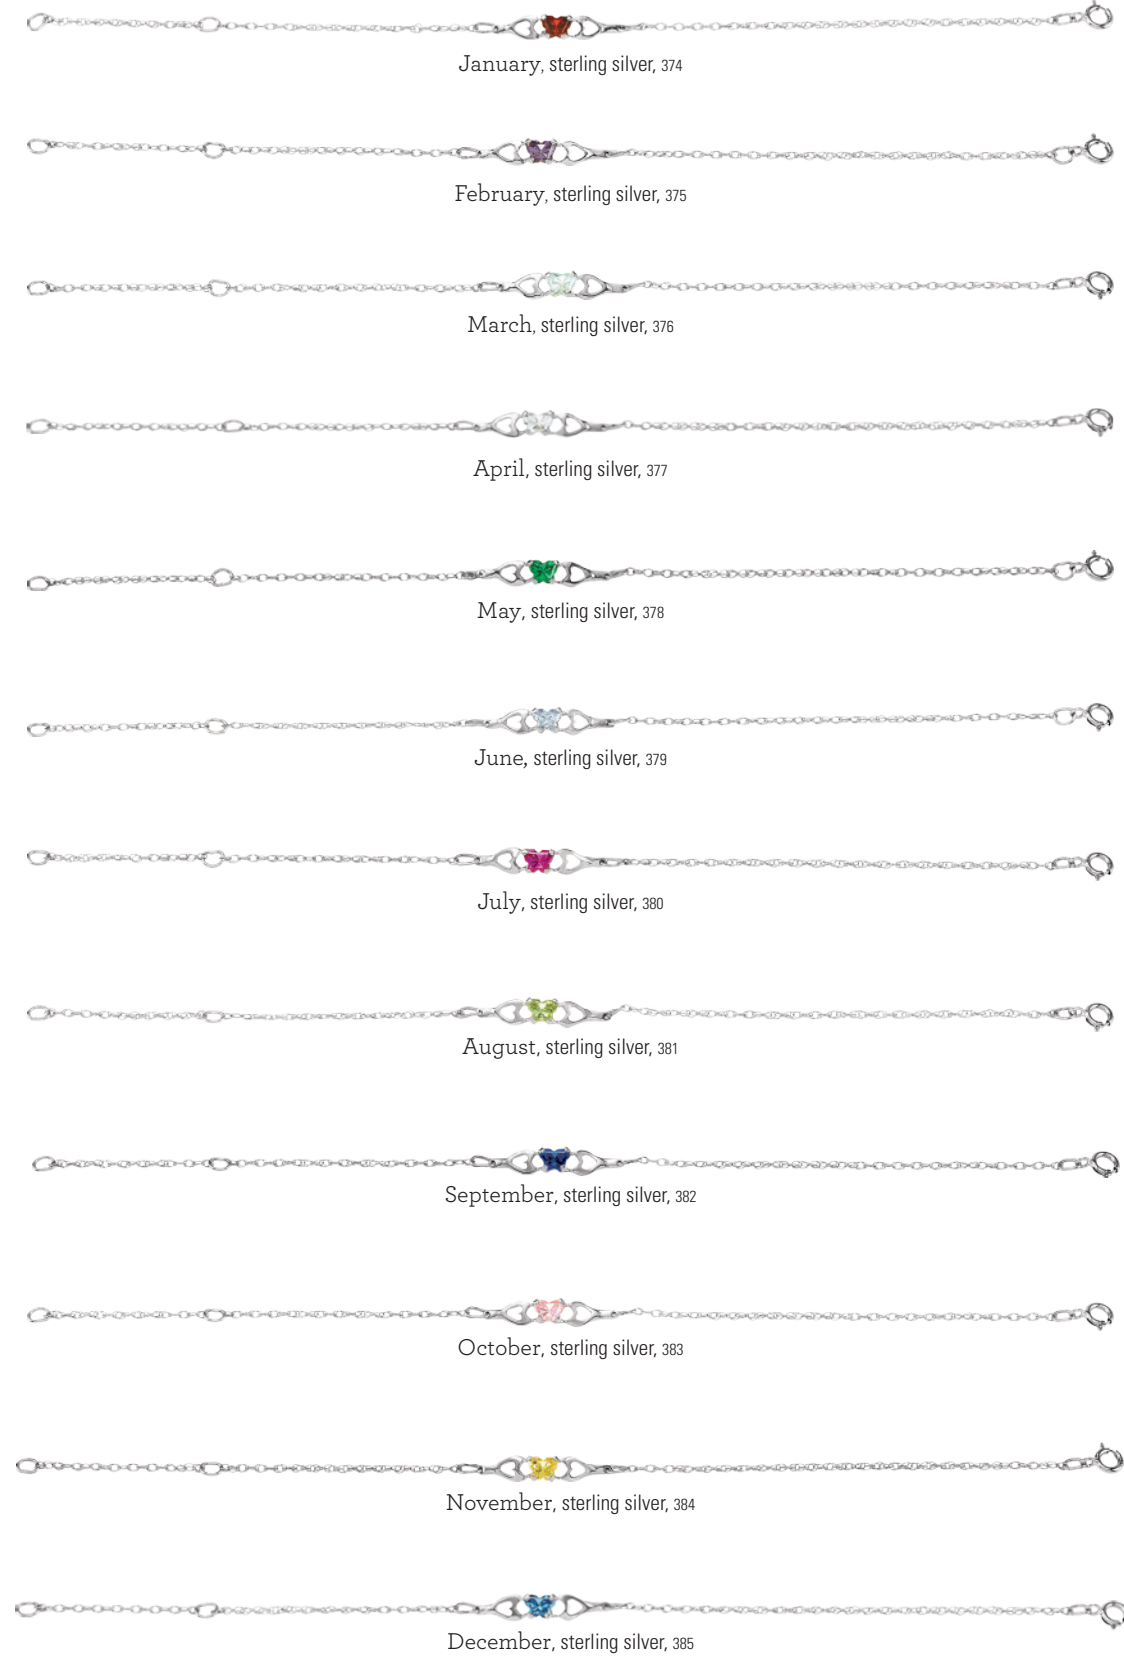 January, sterling silver, 374
February, sterling silver, 375
March, sterling silver, 376
April, sterling silver, 377
May, sterling silver, 378
June, sterling silver, 379
July, sterling silver, 380
August, sterling silver, 381
September, sterling silver, 382
October, sterling silver, 383
November, sterling silver, 384
December, sterling silver, 385